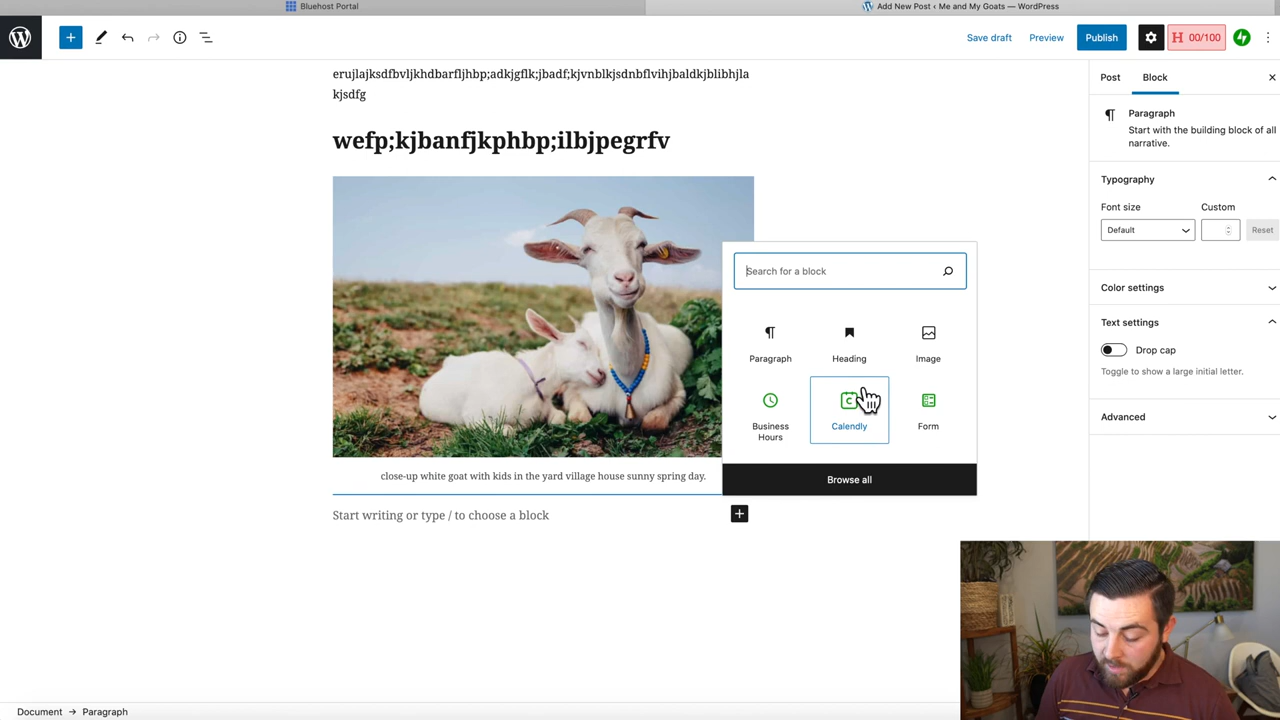 Bluehost Portal
Add New Post ‹ Me and My Goats — WordPress
Save draft
Preview
Publish
H 00/100
erujlajksdfbvljkhdbarfljhbp;adkjgflk;jbadf;kjvnblkjsdnbflvihjbaldkjblibhjla
kjsdfg
wefp;kjbanfjkphbp;ilbjpegrfv
close-up white goat with kids in the yard village house sunny spring day.
Start writing or type / to choose a block
Search for a block
Paragraph
Heading
Image
Business
Hours
C
Calendly
Form
Browse all
Post
Block
Paragraph
Start with the building block of all
narrative.
Typography
Font size
Custom
Default
Reset
Color settings
Text settings
Drop cap
Toggle to show a large initial letter.
Advanced
Document → Paragraph